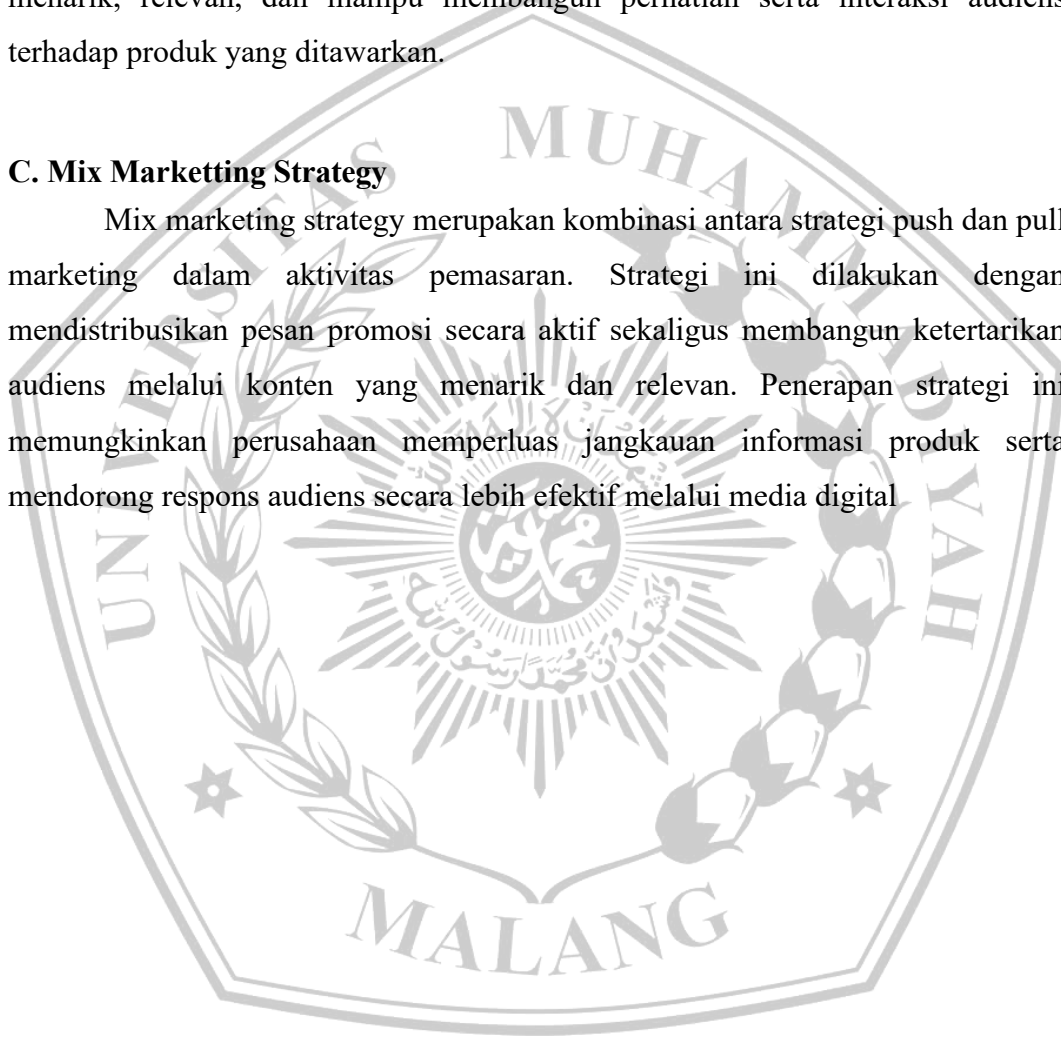 menarik, relevan, dan mampu membangun perhatian serta interaksi audiens
terhadap produk yang ditawarkan.
C. Mix Marketting Strategy
Mix marketing strategy merupakan kombinasi antara strategi push dan pull
marketing dalam aktivitas pemasaran. Strategi ini dilakukan dengan
mendistribusikan pesan promosi secara aktif sekaligus membangun ketertarikan
audiens melalui konten yang menarik dan relevan. Penerapan strategi ini
memungkinkan perusahaan memperluas jangkauan informasi produk serta
mendorong respons audiens secara lebih efektif melalui media digital
UNIVERSITAS MUHAMMADIYAH
MALANG